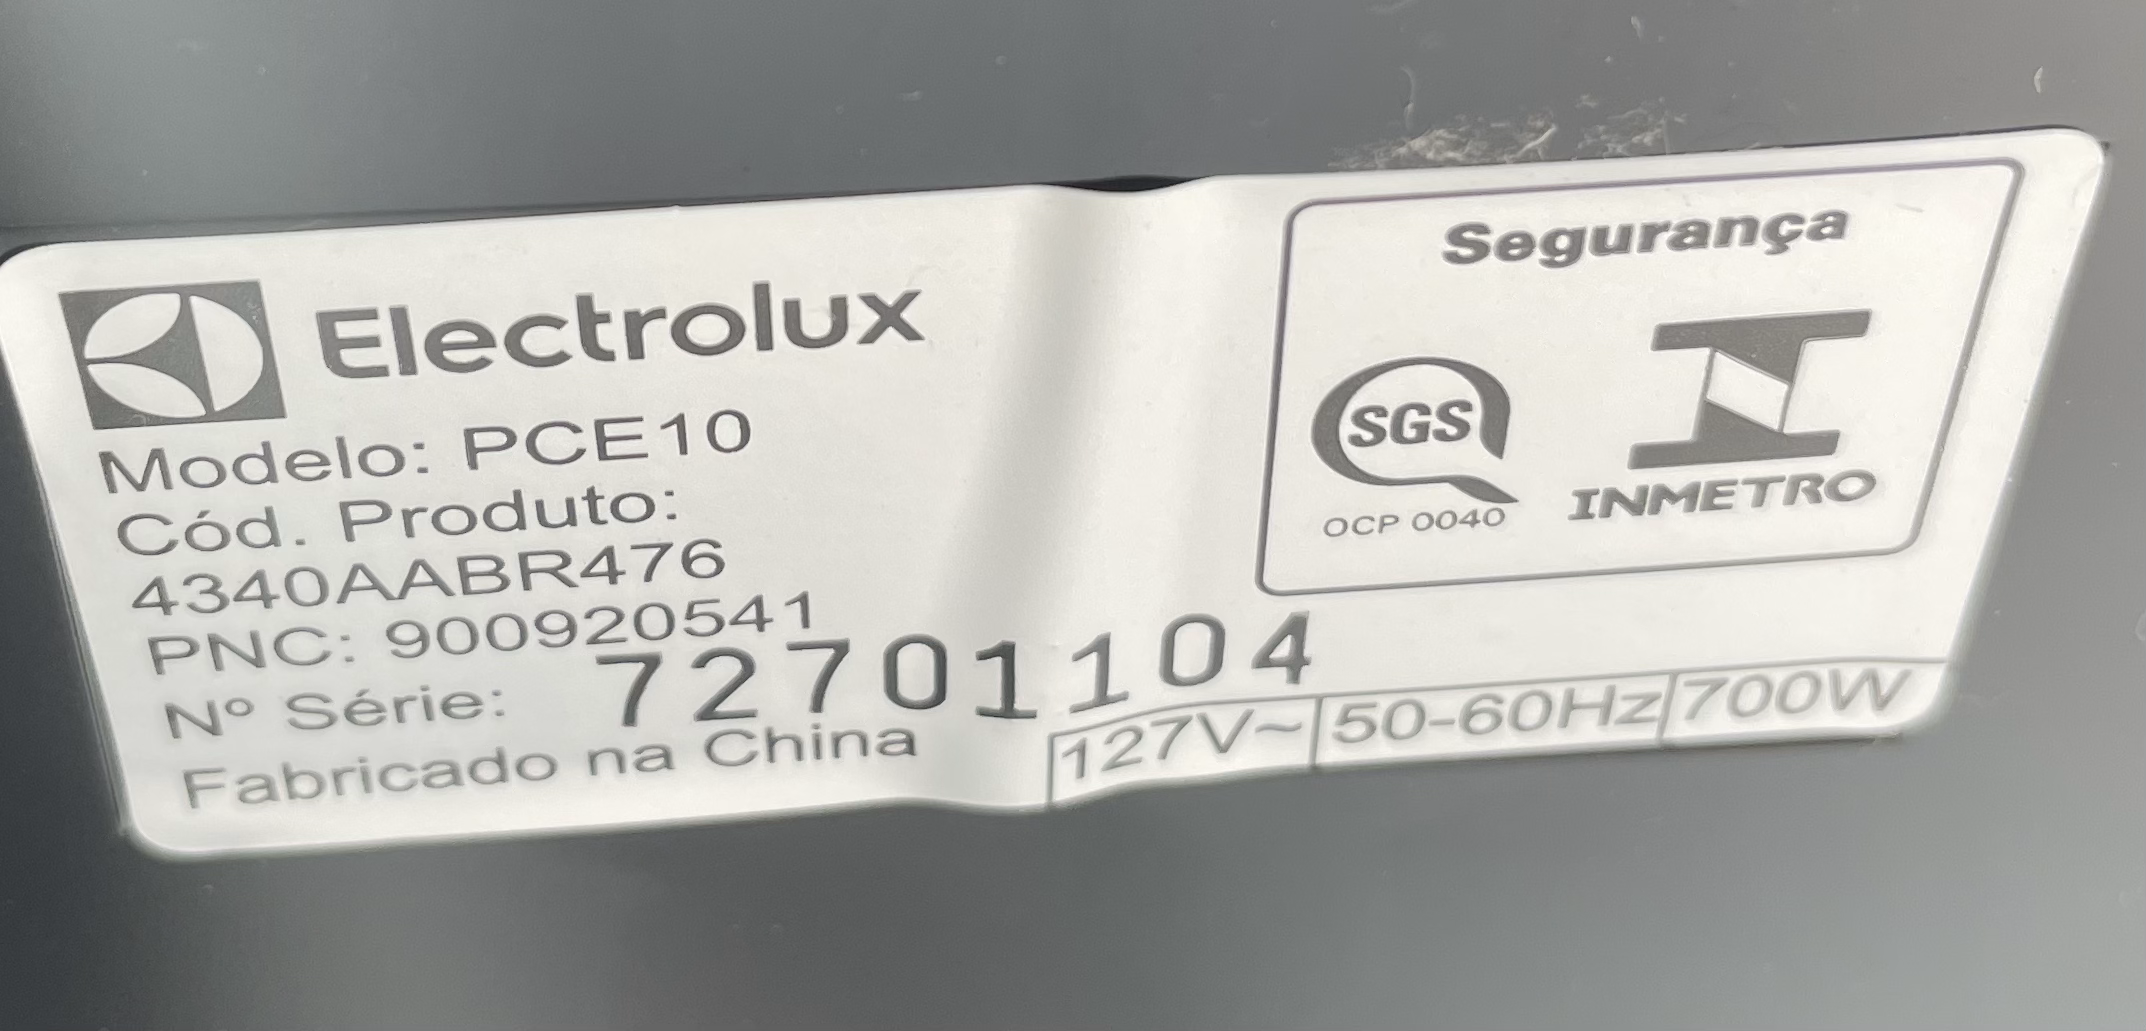 Electrolux
Modelo: PCE10
Cód. Produto:
4340AABR476
PNC: 900920541
Nº Série: 72701104
Fabricado na China
Segurança
SGS
OCP 0040
INMETRO
127V~ 50-60Hz 700W